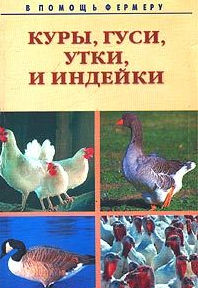 В ПОМОЩЬ ФЕРМЕРУ
КУРЫ, ГУСИ,
УТКИ,
И ИНДЕЙКИ